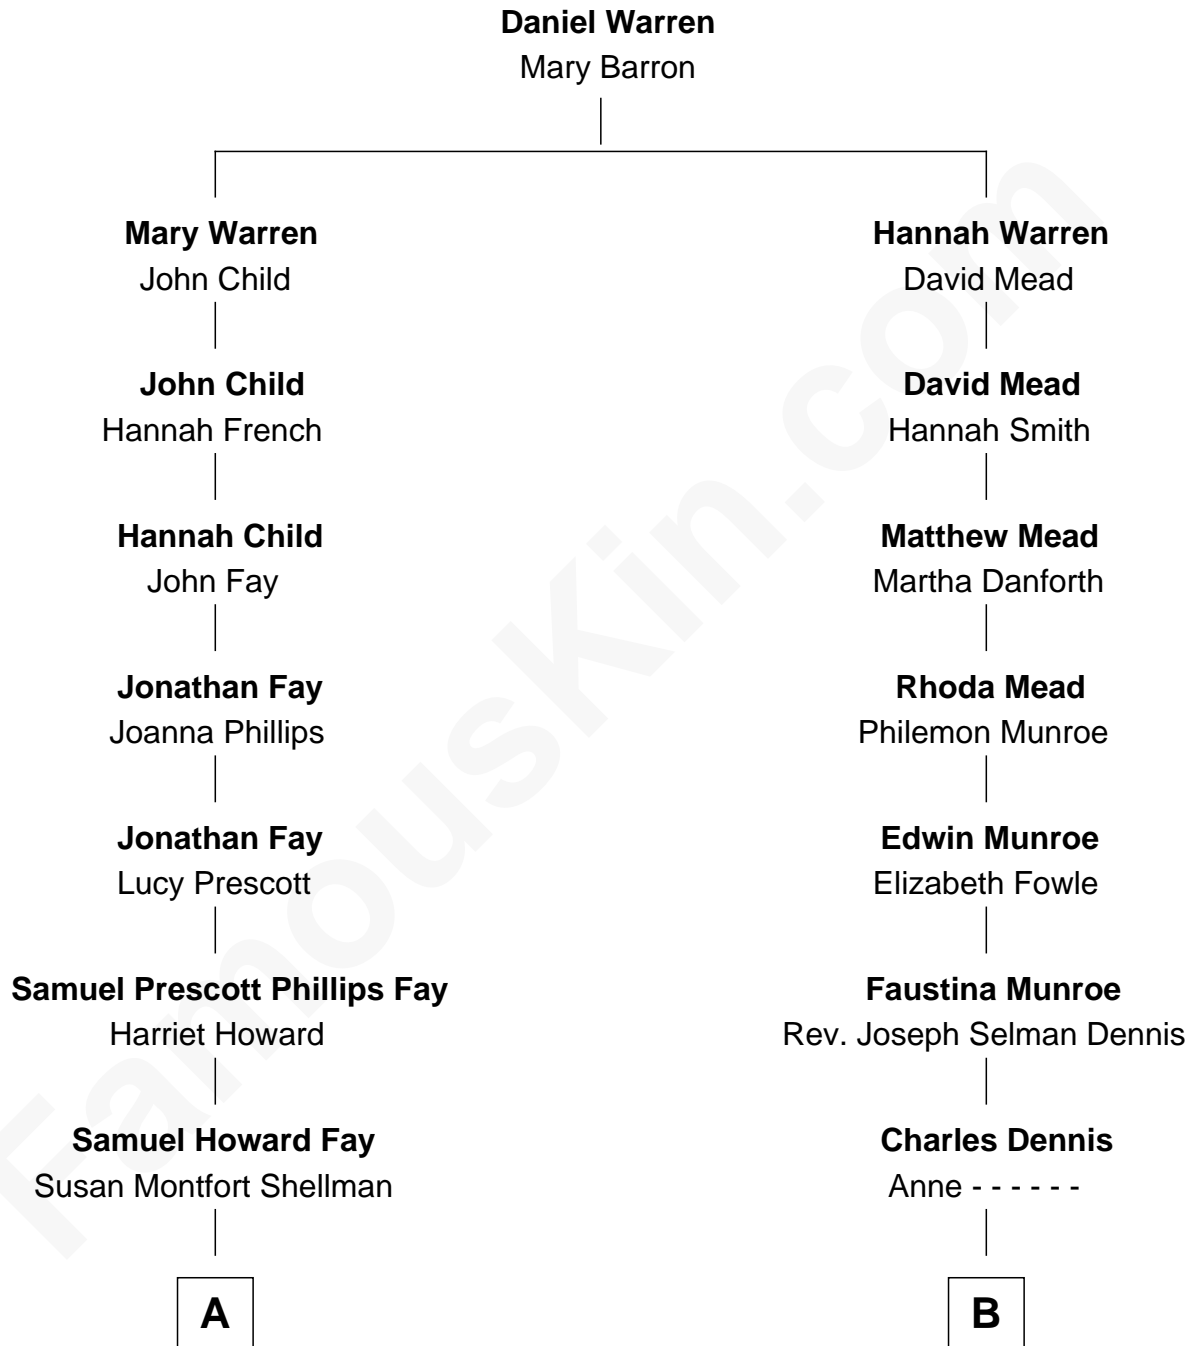 Daniel Warren
Mary Barron
Mary Warren
John Child
Hannah Warren
David Mead
John Child
Hannah French
David Mead
Hannah Smith
Hannah Child
John Fay
Matthew Mead
Martha Danforth
Jonathan Fay
Joanna Phillips
Rhoda Mead
Philemon Munroe
Jonathan Fay
Lucy Prescott
Edwin Munroe
Elizabeth Fowle
Samuel Prescott Phillips Fay
Harriet Howard
Faustina Munroe
Rev. Joseph Selman Dennis
Samuel Howard Fay
Susan Montfort Shellman
Charles Dennis
Anne - - - - - -
A
B
FamousKin.com